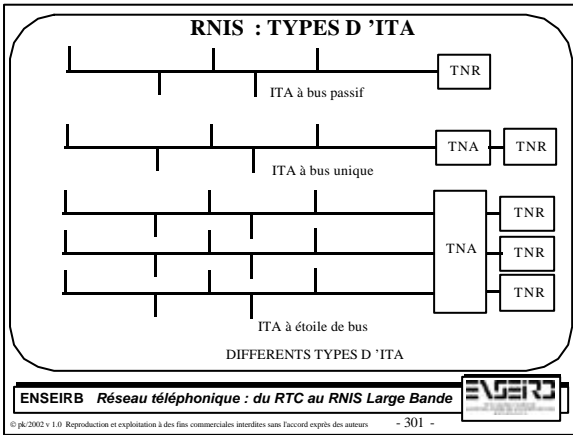 RNIS : TYPES D 'ITA
TNR
ITA à bus passif
TNA
TNR
ITA à bus unique
TNR
TNA
TNR
TNR
ITA à étoile de bus
DIFFERENTS TYPES D 'ITA
ENSEIRB Réseau téléphonique : du RTC au RNIS Large Bande
ENSEIRB
© pk/2002 v 1.0 Reproduction et exploitation à des fins commerciales interdites sans l'accord exprès des auteurs - 301 -